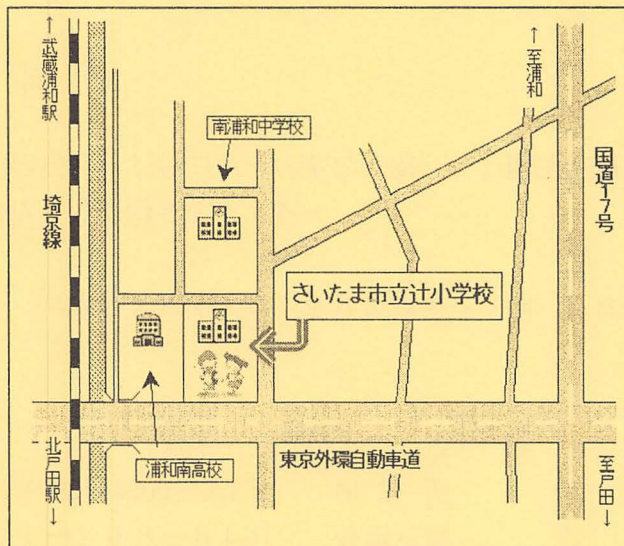 ↑武蔵浦和駅
埼京線
北戸田駅↓
南浦和中学校
↑至浦和
国道17号
さいたま市立辻小学校
浦和南高校
東京外環自動車道
至戸田↓